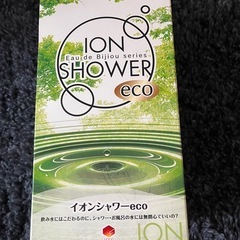 ION
Eau de Bijou series.
SHOWER
eco
イオンシャワーeco
飲み水にはこだわるのに、シャワー・お風呂の水には無関心でいいの?
ION